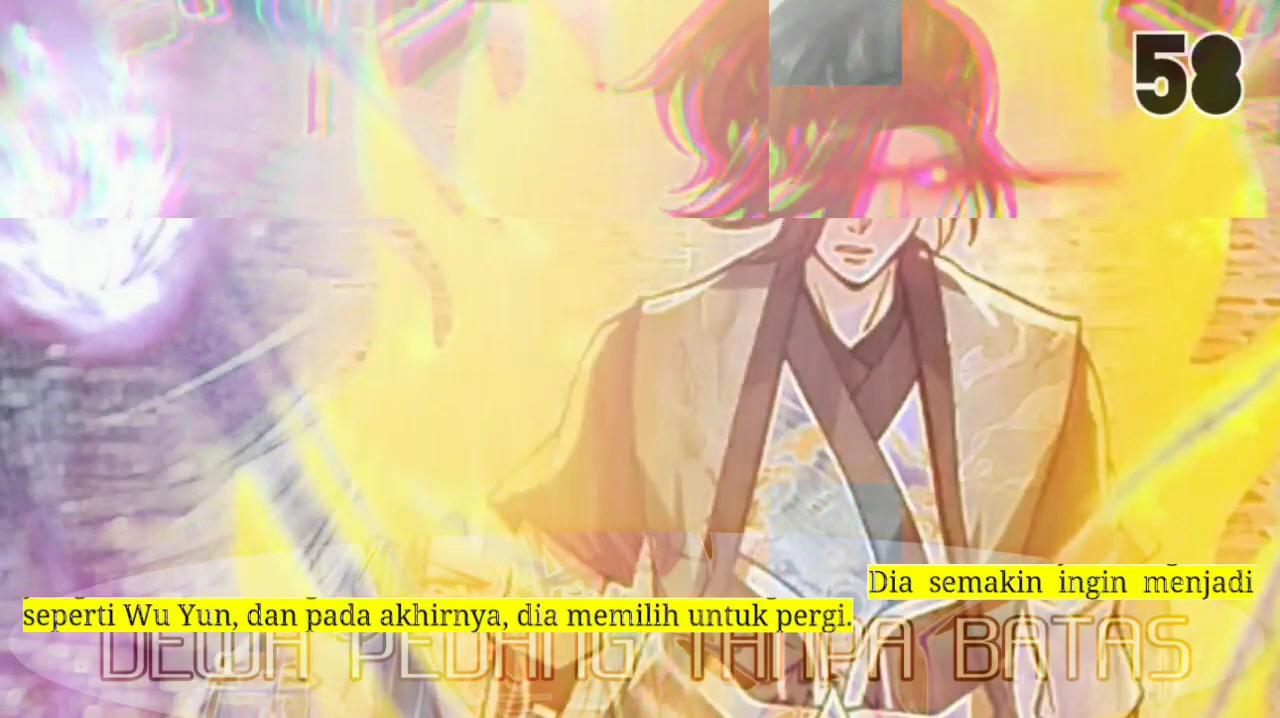 58
Dia semakin ingin menjadi
seperti Wu Yun, dan pada akhirnya, dia memilih untuk pergi.
DEWA PEDANG TANPA BATAS